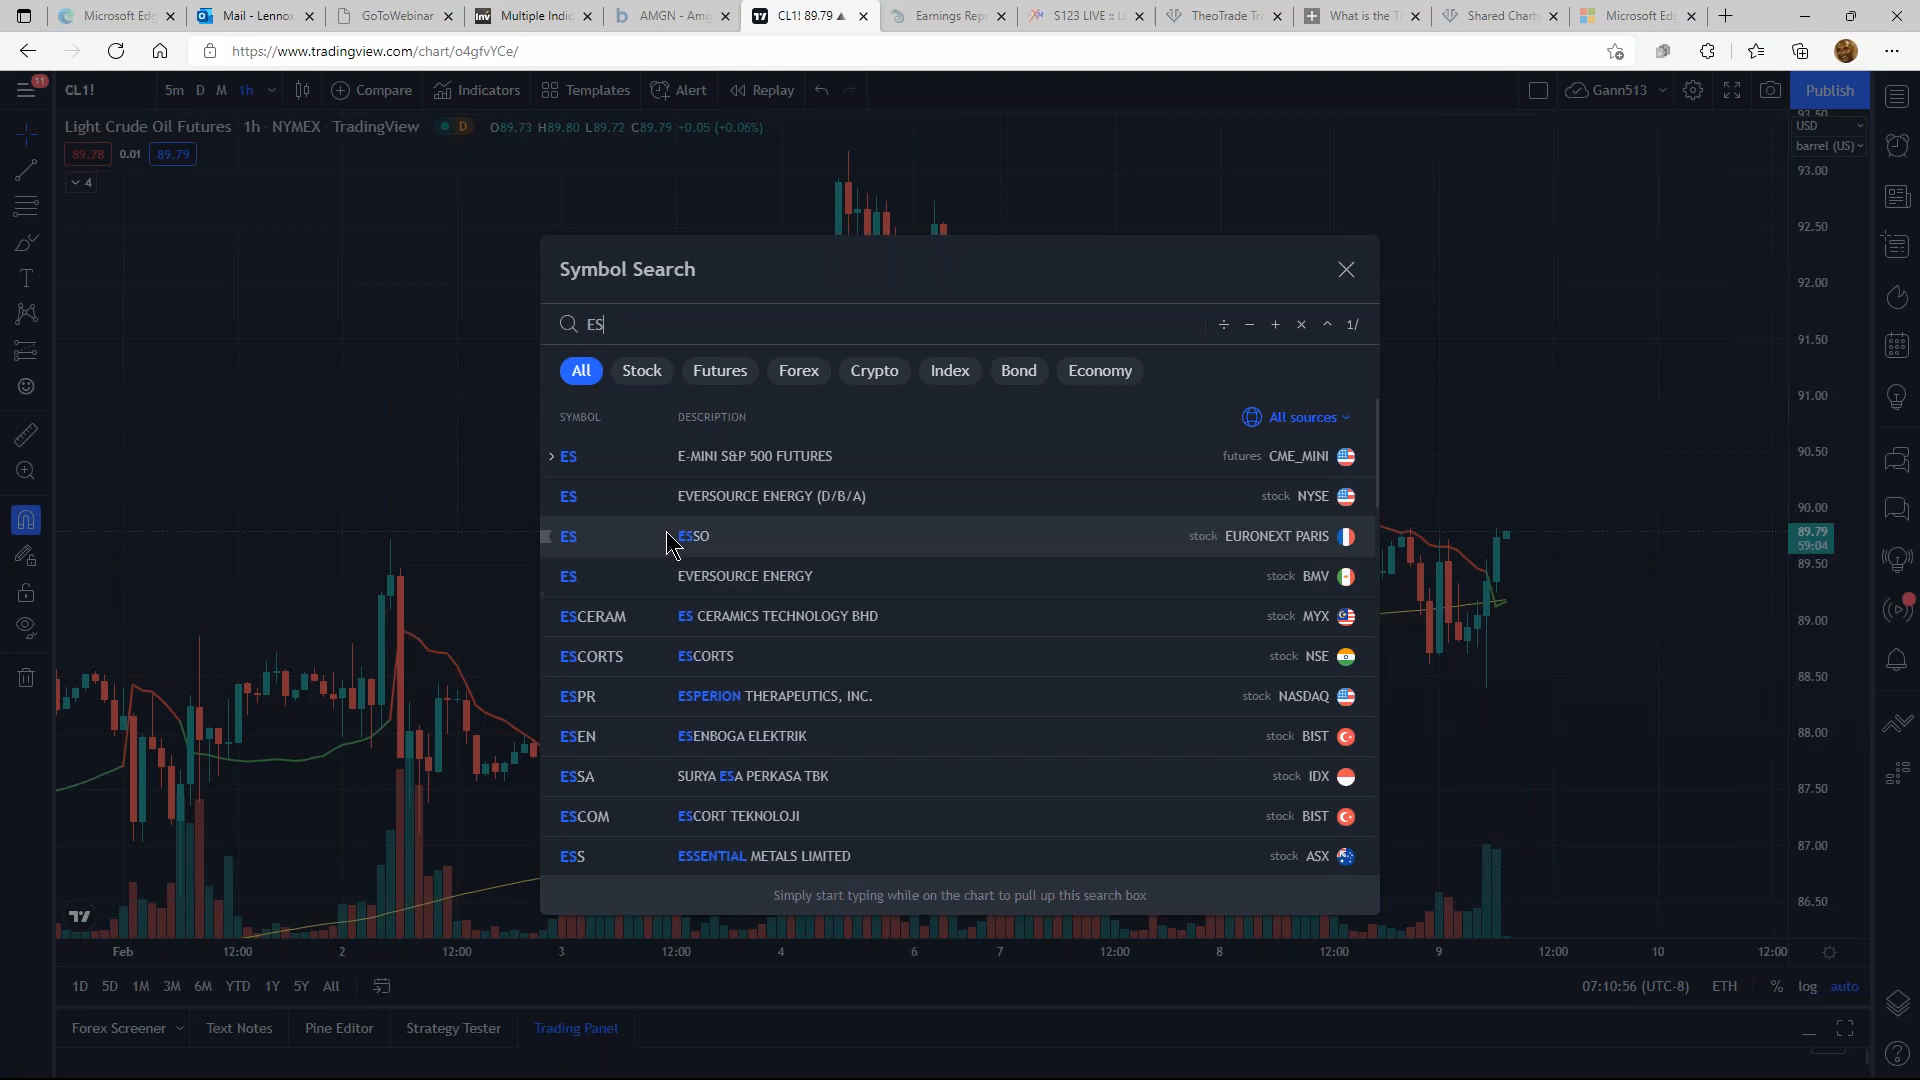 Microsoft Ed
Mail - Lenno
GoToWebinar
Multiple Indic
AMGN - Am
CL1! 89.79 ▲
Earnings Rep
S123 LIVE :: L
TheoTrade Tr
What is the T
Shared Charts
Microsoft Ed
https://www.tradingview.com/chart/o4gfvYCe/
11
CL1! 5m D M 1h Compare Indicators Templates Alert Replay Gann513 Publish
Light Crude Oil Futures · 1h · NYMEX · TradingView D O89.73 H89.80 L89.72 C89.79 +0.05 (+0.06%)
89.78 0.01 89.79
4
USD
barrel (US)
93.50
93.00
92.50
92.00
91.50
91.00
90.50
90.00
89.79
59:04
89.50
89.00
88.50
88.00
87.50
87.00
86.50
Symbol Search
ES ÷ − + × ^ 1/
All Stock Futures Forex Crypto Index Bond Economy
SYMBOL DESCRIPTION All sources
ES E-MINI S&P 500 FUTURES futures CME_MINI
ES EVERSOURCE ENERGY (D/B/A) stock NYSE
ES ESSO stock EURONEXT PARIS
ES EVERSOURCE ENERGY stock BMV
ESCERAM ES CERAMICS TECHNOLOGY BHD stock MYX
ESCORTS ESCORTS stock NSE
ESPR ESPERION THERAPEUTICS, INC. stock NASDAQ
ESEN ESENBOGA ELEKTRIK stock BIST
ESSA SURYA ESA PERKASA TBK stock IDX
ESCOM ESCORT TEKNOLOJI stock BIST
ESS ESSENTIAL METALS LIMITED stock ASX
Simply start typing while on the chart to pull up this search box
Feb 12:00 2 12:00 3 12:00 4 6 7 12:00 8 12:00 9 12:00 10 12:00
1D 5D 1M 3M 6M YTD 1Y 5Y All 07:10:56 (UTC-8) ETH % log auto
Forex Screener Text Notes Pine Editor Strategy Tester Trading Panel